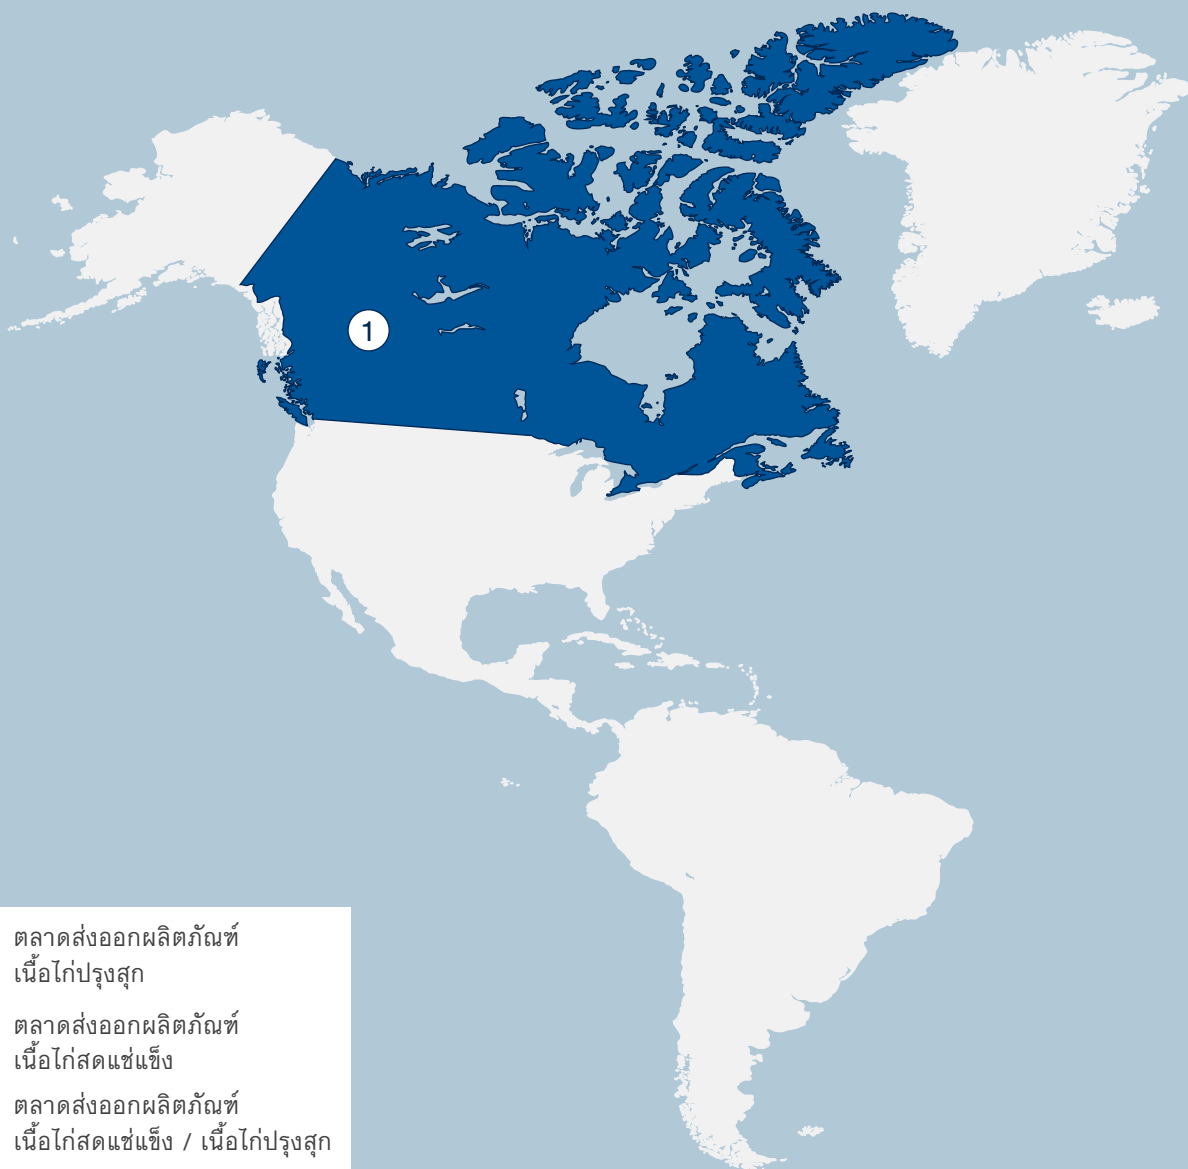 1
ตลาดส่งออกผลิตภัณฑ์
เนื้อไก่ปรุงสุก
ตลาดส่งออกผลิตภัณฑ์
เนื้อไก่สดแช่แข็ง
ตลาดส่งออกผลิตภัณฑ์
เนื้อไก่สดแช่แข็ง / เนื้อไก่ปรุงสุก